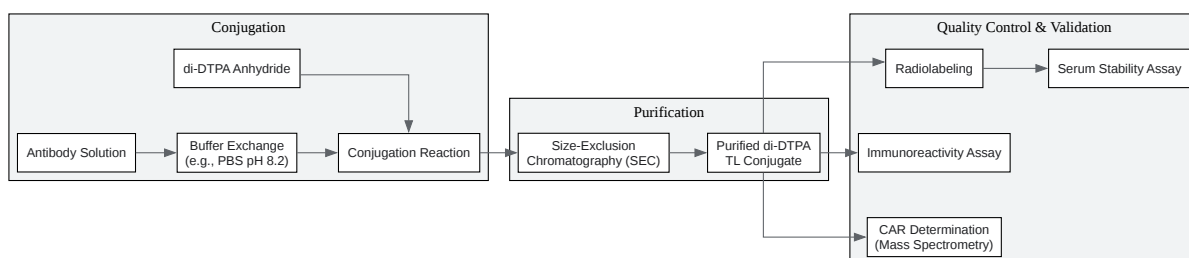 Conjugation
di-DTPA Anhydride
Antibody Solution
Buffer Exchange
(e.g., PBS pH 8.2)
Conjugation Reaction
Purification
Size-Exclusion
Chromatography (SEC)
Purified di-DTPA
TL Conjugate
Quality Control & Validation
Radiolabeling
Serum Stability Assay
Immunoreactivity Assay
CAR Determination
(Mass Spectrometry)